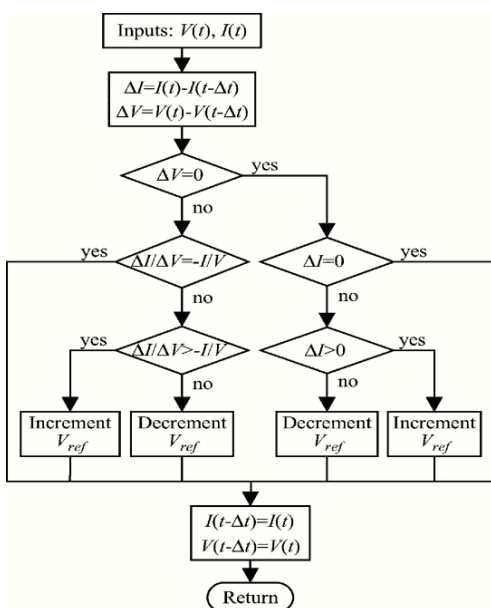 Inputs: V(t), I(t)
ΔI=I(t)-I(t-Δt)
ΔV=V(t)-V(t-Δt)
ΔV=0
yes
no
yes
ΔI/ΔV=-I/V
ΔI=0
yes
no
no
yes
ΔI/ΔV>-I/V
ΔI>0
yes
no
no
Increment
Vref
Decrement
Vref
Decrement
Vref
Increment
Vref
I(t-Δt)=I(t)
V(t-Δt)=V(t)
Return